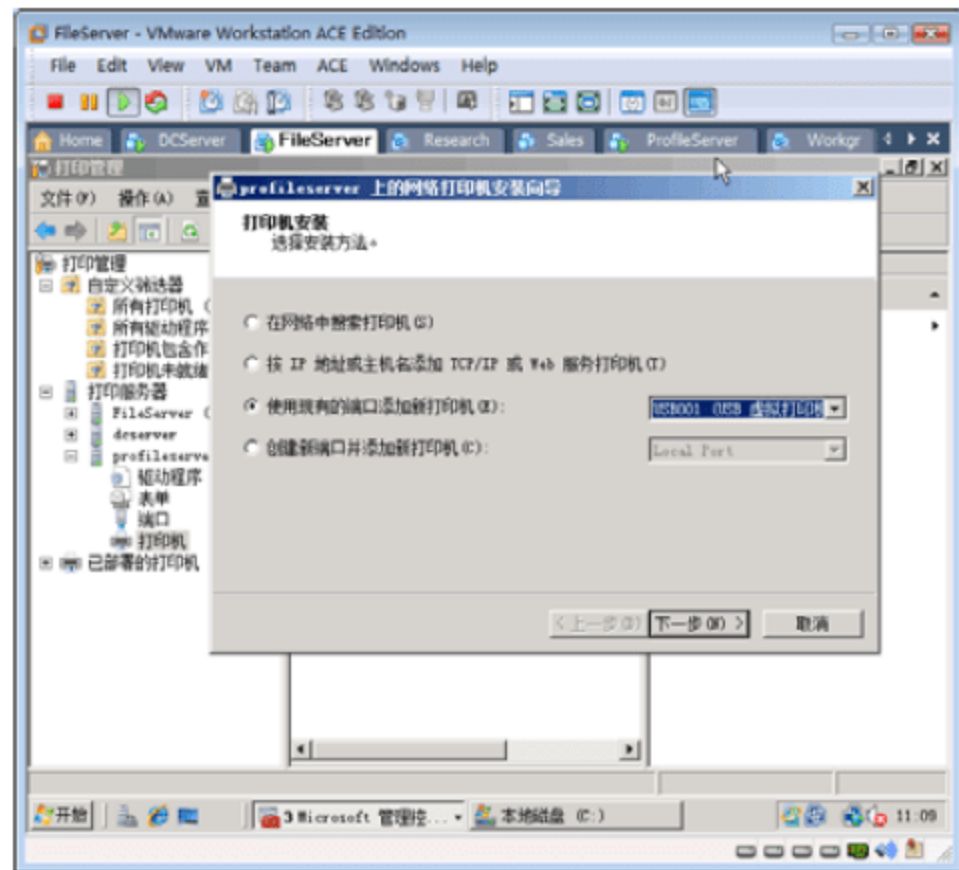 FileServer - VMware Workstation ACE Edition
File Edit View VM Team ACE Windows Help
Home DCServer FileServer Research Sales ProfileServer Workgr
打印管理
文件(F) 操作(A) 查
profileserver 上的网络打印机安装向导
打印机安装
选择安装方法。
打印管理
自定义筛选器
所有打印机 (
所有驱动程序
打印机包含作
打印机未就绪
打印服务器
FileServer (
dcserver
profileserve
驱动程序
表单
端口
打印机
已部署的打印机
在网络中搜索打印机(S)
按 IP 地址或主机名添加 TCP/IP 或 Web 服务打印机(T)
使用现有的端口添加新打印机(E):
USB001 (USB 虚拟打印机
创建新端口并添加新打印机(C):
Local Port
<上一步(B) 下一步(N) > 取消
开始 3 Microsoft 管理控... 本地磁盘 (C:) 11:09